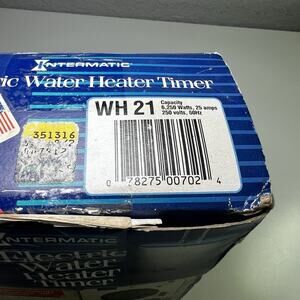 INTERMATIC
ric Water Heater Timer
WH 21
Capacity
6,250 Watts, 25 amps
250 volts, 60Hz
351316
0 78275 00702 4
INTERMATIC
Electric
Water
Heater
Timer